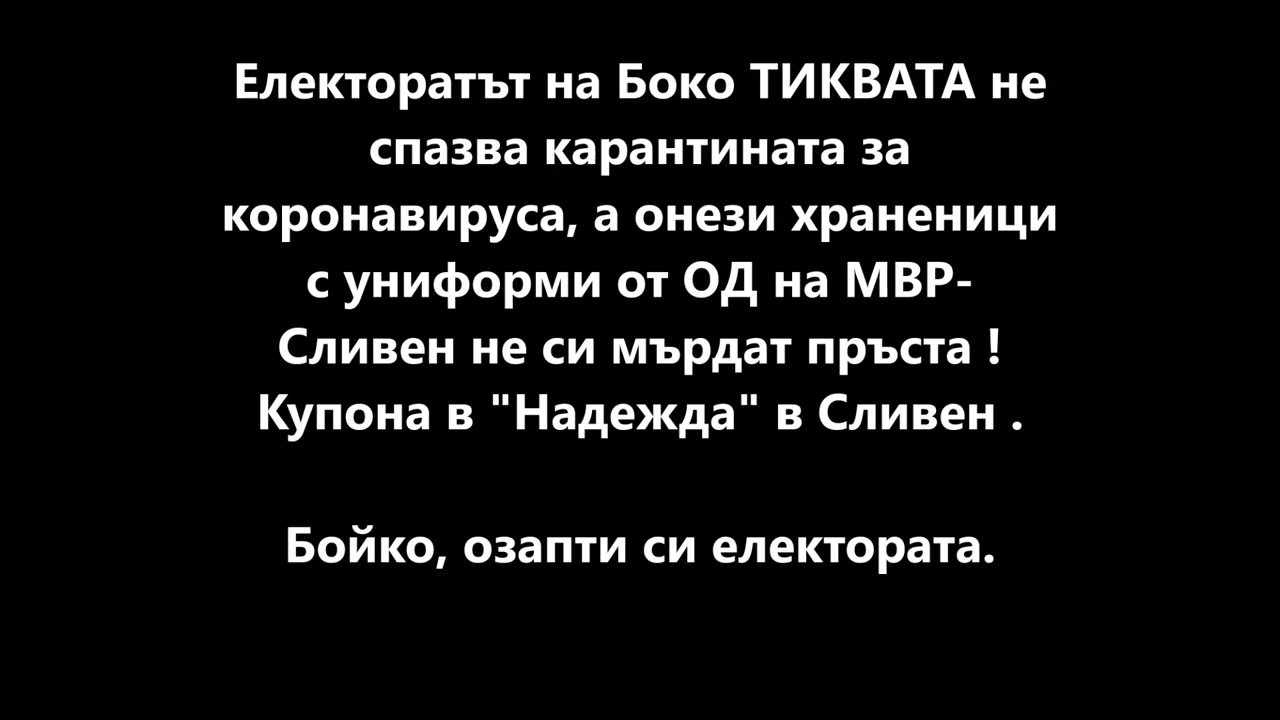 Електоратът на Боко ТИКВАТА не
спазва карантината за
коронавируса, а онези храненици
с униформи от ОД на МВР-
Сливен не си мърдат пръста !
Купона в "Надежда" в Сливен .
Бойко, озапти си електората.